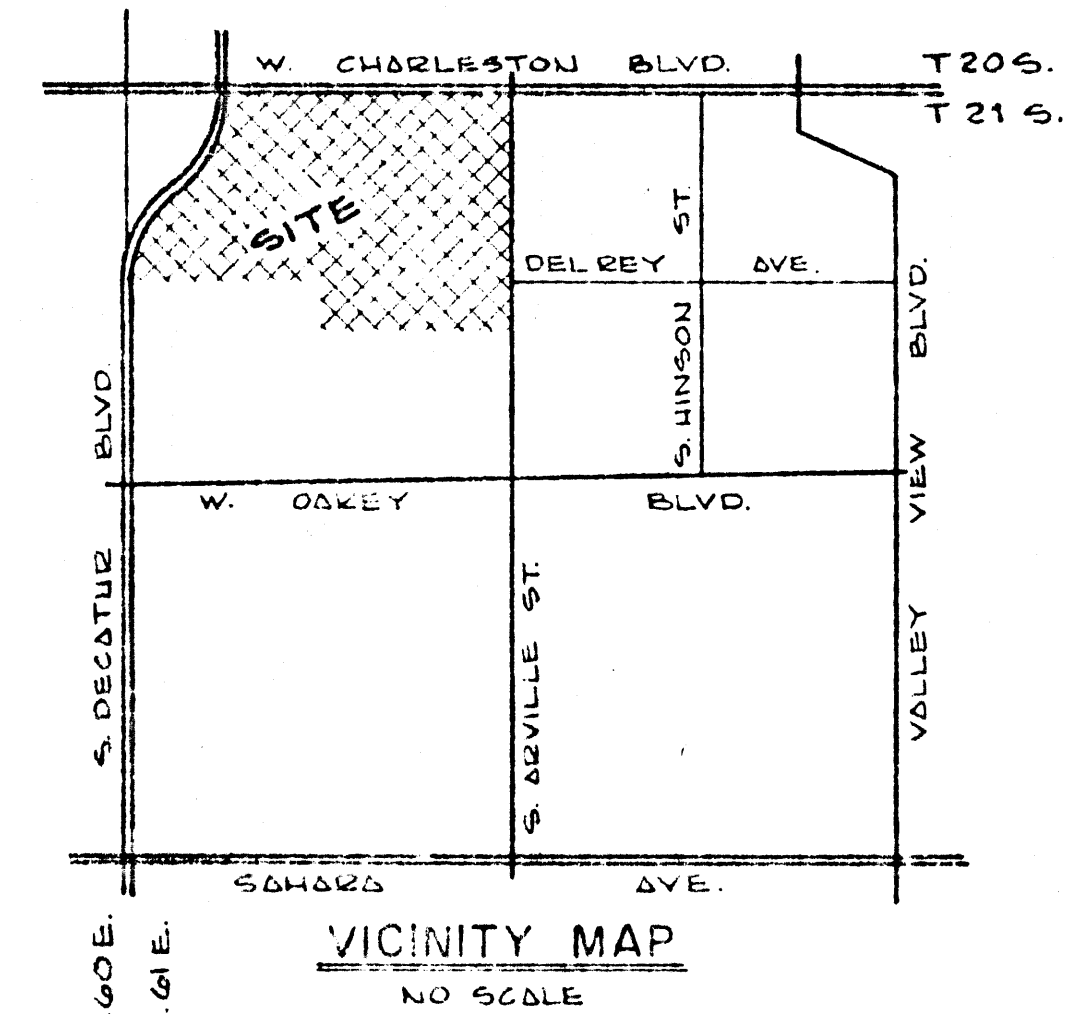 W. CHARLESTON BLVD.
T 20 S.
T 21 S.
SITE
DEL REY AVE.
S. HINSON ST.
S. DECATUR BLVD.
W. OAKEY BLVD.
S. ARVILLE ST.
VALLEY VIEW BLVD.
SAHARA AVE.
60 E.
61 E.
VICINITY MAP
NO SCALE